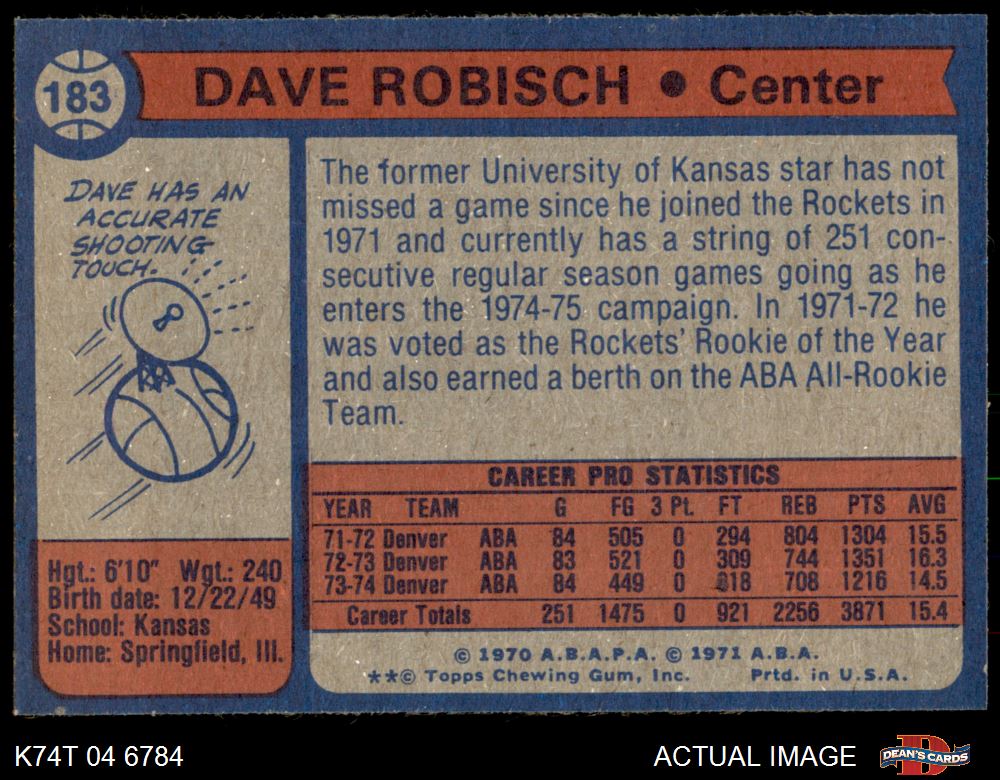 183
DAVE ROBISCH • Center
DAVE HAS AN
ACCURATE
SHOOTING
TOUCH.
The former University of Kansas star has not
missed a game since he joined the Rockets in
1971 and currently has a string of 251 con-
secutive regular season games going as he
enters the 1974-75 campaign. In 1971-72 he
was voted as the Rockets' Rookie of the Year
and also earned a berth on the ABA All-Rookie
Team.
Hgt.: 6'10" Wgt.: 240
Birth date: 12/22/49
School: Kansas
Home: Springfield, Ill.
CAREER PRO STATISTICS
YEAR TEAM G FG 3 Pt. FT REB PTS AVG
71-72 Denver ABA 84 505 0 294 804 1304 15.5
72-73 Denver ABA 83 521 0 309 744 1351 16.3
73-74 Denver ABA 84 449 0 318 708 1216 14.5
Career Totals 251 1475 0 921 2256 3871 15.4
© 1970 A.B.A.P.A. © 1971 A.B.A.
**© Topps Chewing Gum, Inc. Prtd. in U.S.A.
K74T 04 6784
ACTUAL IMAGE
DEAN'S CARDS